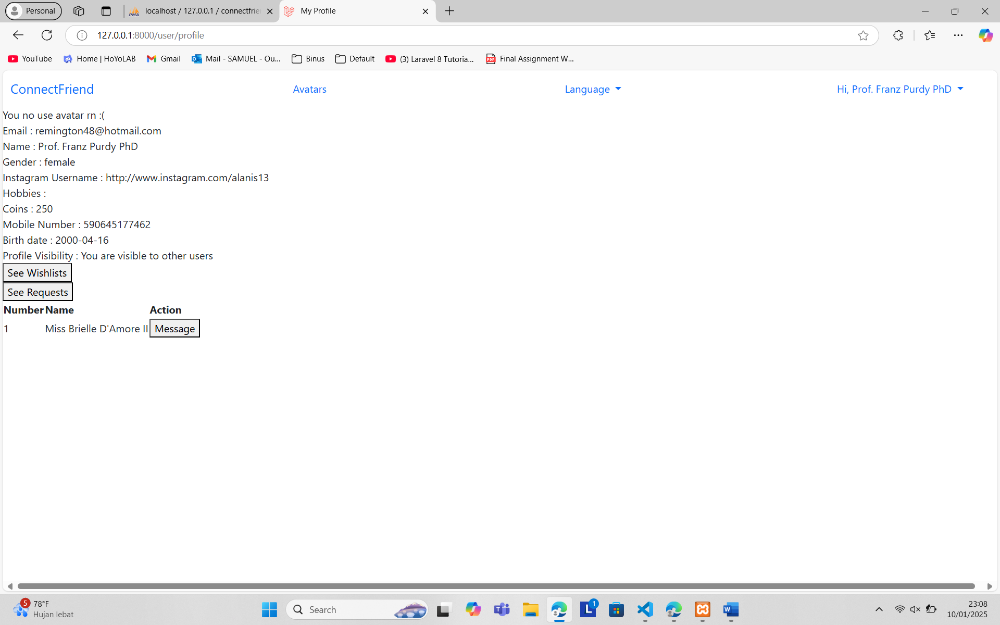 Personal
localhost / 127.0.0.1 / connectfrie
My Profile
127.0.0.1:8000/user/profile
YouTube
Home | HoYoLAB
Gmail
Mail - SAMUEL - Ou...
Binus
Default
(3) Laravel 8 Tutoria...
Final Assignment W...
ConnectFriend
Avatars
Language
Hi, Prof. Franz Purdy PhD
You no use avatar rn :(
Email : remington48@hotmail.com
Name : Prof. Franz Purdy PhD
Gender : female
Instagram Username : http://www.instagram.com/alanis13
Hobbies :
Coins : 250
Mobile Number : 590645177462
Birth date : 2000-04-16
Profile Visibility : You are visible to other users
See Wishlists
See Requests
Number Name Action
1 Miss Brielle D'Amore II Message
5
78°F
Hujan lebat
Search
1
23:08
10/01/2025